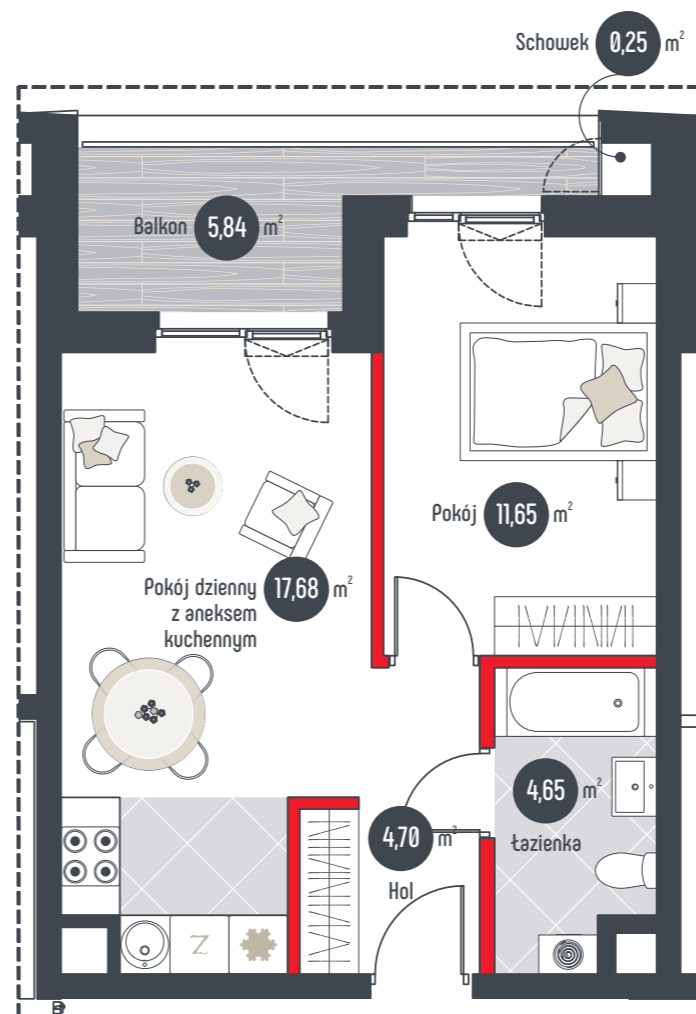 Schowek 0,25 m²
Balkon 5,84 m²
Pokój 11,65 m²
Pokój dzienny 17,68 m²
z aneksem
kuchennym
4,65 m²
Łazienka
4,70 m²
Hol
Z